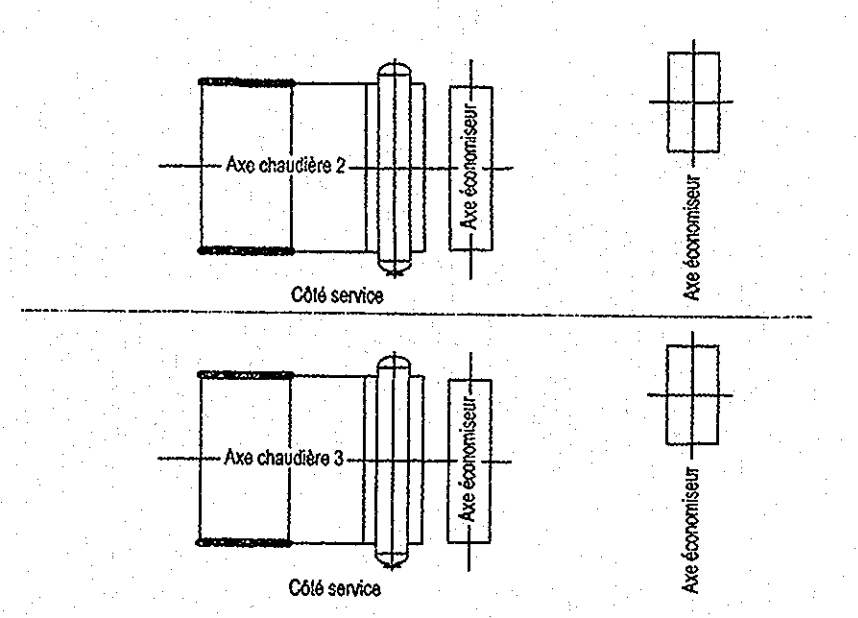 Axe chaudière 2
Axe économiseur
Axe économiseur
Côté service
Axe chaudière 3
Axe économiseur
Axe économiseur
Côté service